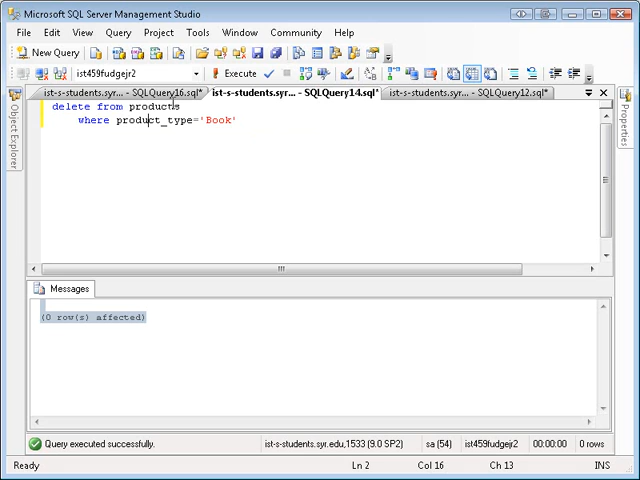 Microsoft SQL Server Management Studio
File Edit View Query Project Tools Window Community Help
New Query
ist459fudgejr2 Execute
ist-s-students.syr... - SQLQuery16.sql* ist-s-students.syr... - SQLQuery14.sql* ist-s-students.syr... - SQLQuery12.sql*
Object Explorer
Properties
delete from products
where product_type='Book'
Messages
(0 row(s) affected)
Query executed successfully. ist-s-students.syr.edu,1533 (9.0 SP2) sa (54) ist459fudgejr2 00:00:00 0 rows
Ready Ln 2 Col 16 Ch 13 INS